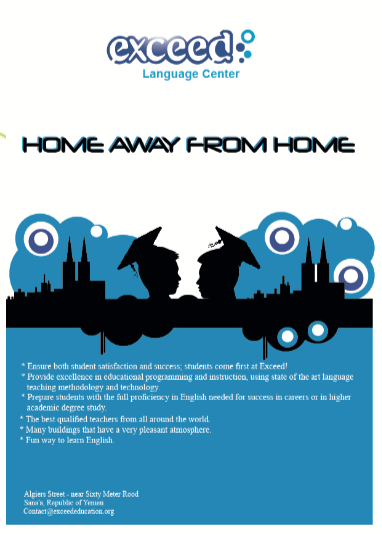 exceed
Language Center
HOME AWAY FROM HOME
* Ensure both student satisfaction and success; students come first at Exceed!
* Provide excellence in educational programming and instruction, using state of the art language
teaching methodology and technology.
* Prepare students with the full proficiency in English needed for success in careers or in higher
academic degree study.
* The best qualified teachers from all around the world.
* Many buildings that have a very pleasant atmosphere.
* Fun way to learn English.
Algiers Street - near Sixty Meter Rood
Sana'a, Republic of Yemen
Contact@exceededucation.org